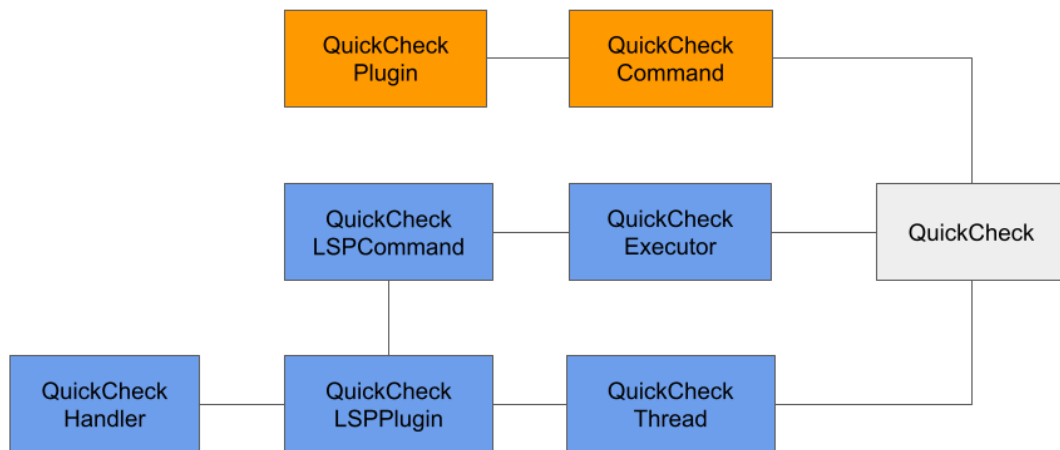 QuickCheck
Plugin
QuickCheck
Command
QuickCheck
LSPCommand
QuickCheck
Executor
QuickCheck
QuickCheck
Handler
QuickCheck
LSPPlugin
QuickCheck
Thread